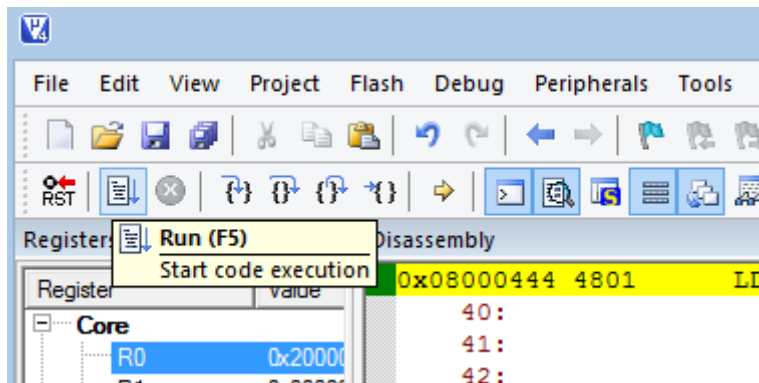 File Edit View Project Flash Debug Peripherals Tools
RST
Registers Disassembly
Run (F5)
Start code execution
Register Value
0x08000444 4801 LD
Core
40:
41:
R0 0x20000
42: